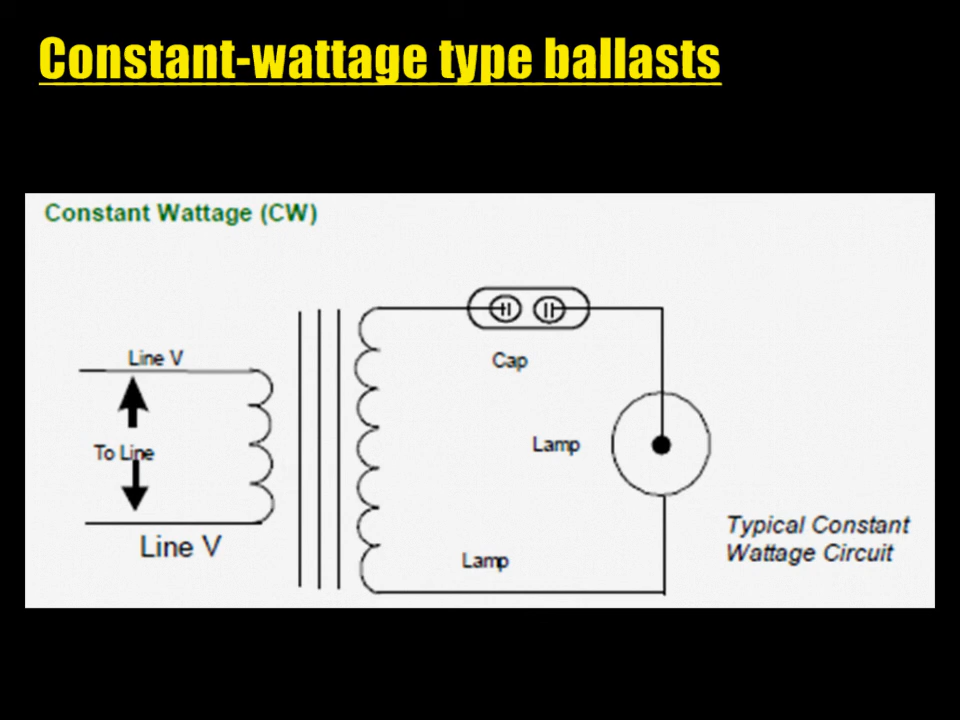 Constant-wattage type ballasts
Constant Wattage (CW)
Line V
Cap
To Line
Lamp
Line V
Lamp
Typical Constant
Wattage Circuit